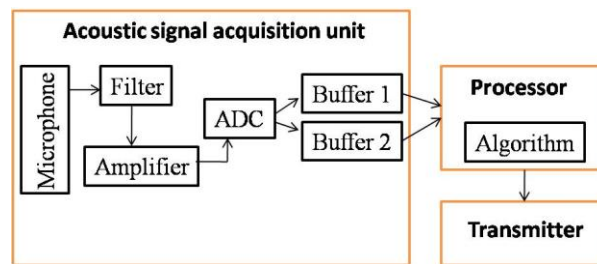 Acoustic signal acquisition unit
Microphone
Filter
Amplifier
ADC
Buffer 1
Buffer 2
Processor
Algorithm
Transmitter